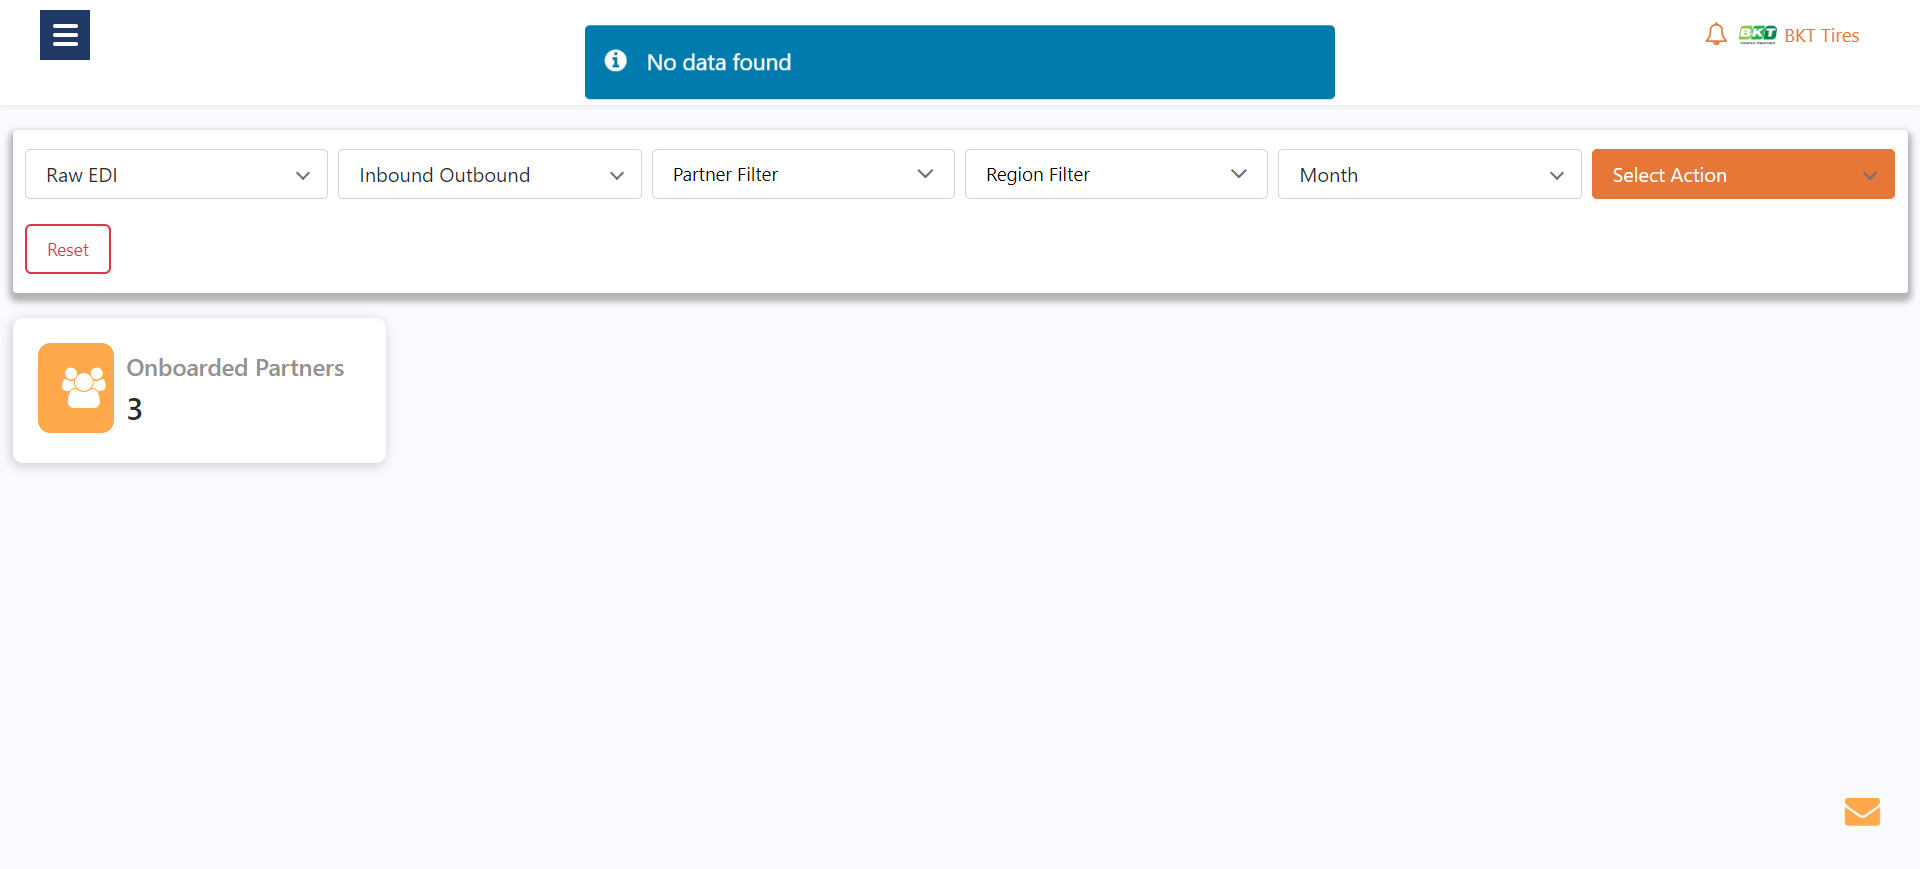 No data found
BKT BKT Tires
Raw EDI
Inbound Outbound
Partner Filter
Region Filter
Month
Select Action
Reset
Onboarded Partners
3